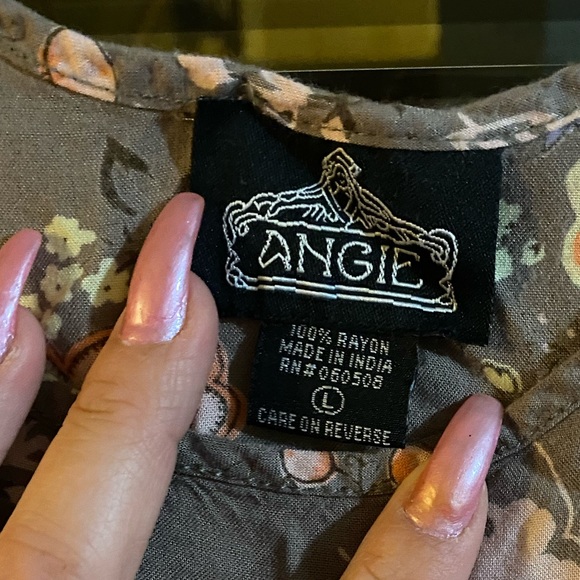 ANGIE
100% RAYON
MADE IN INDIA
RN#060508
L
CARE ON REVERSE